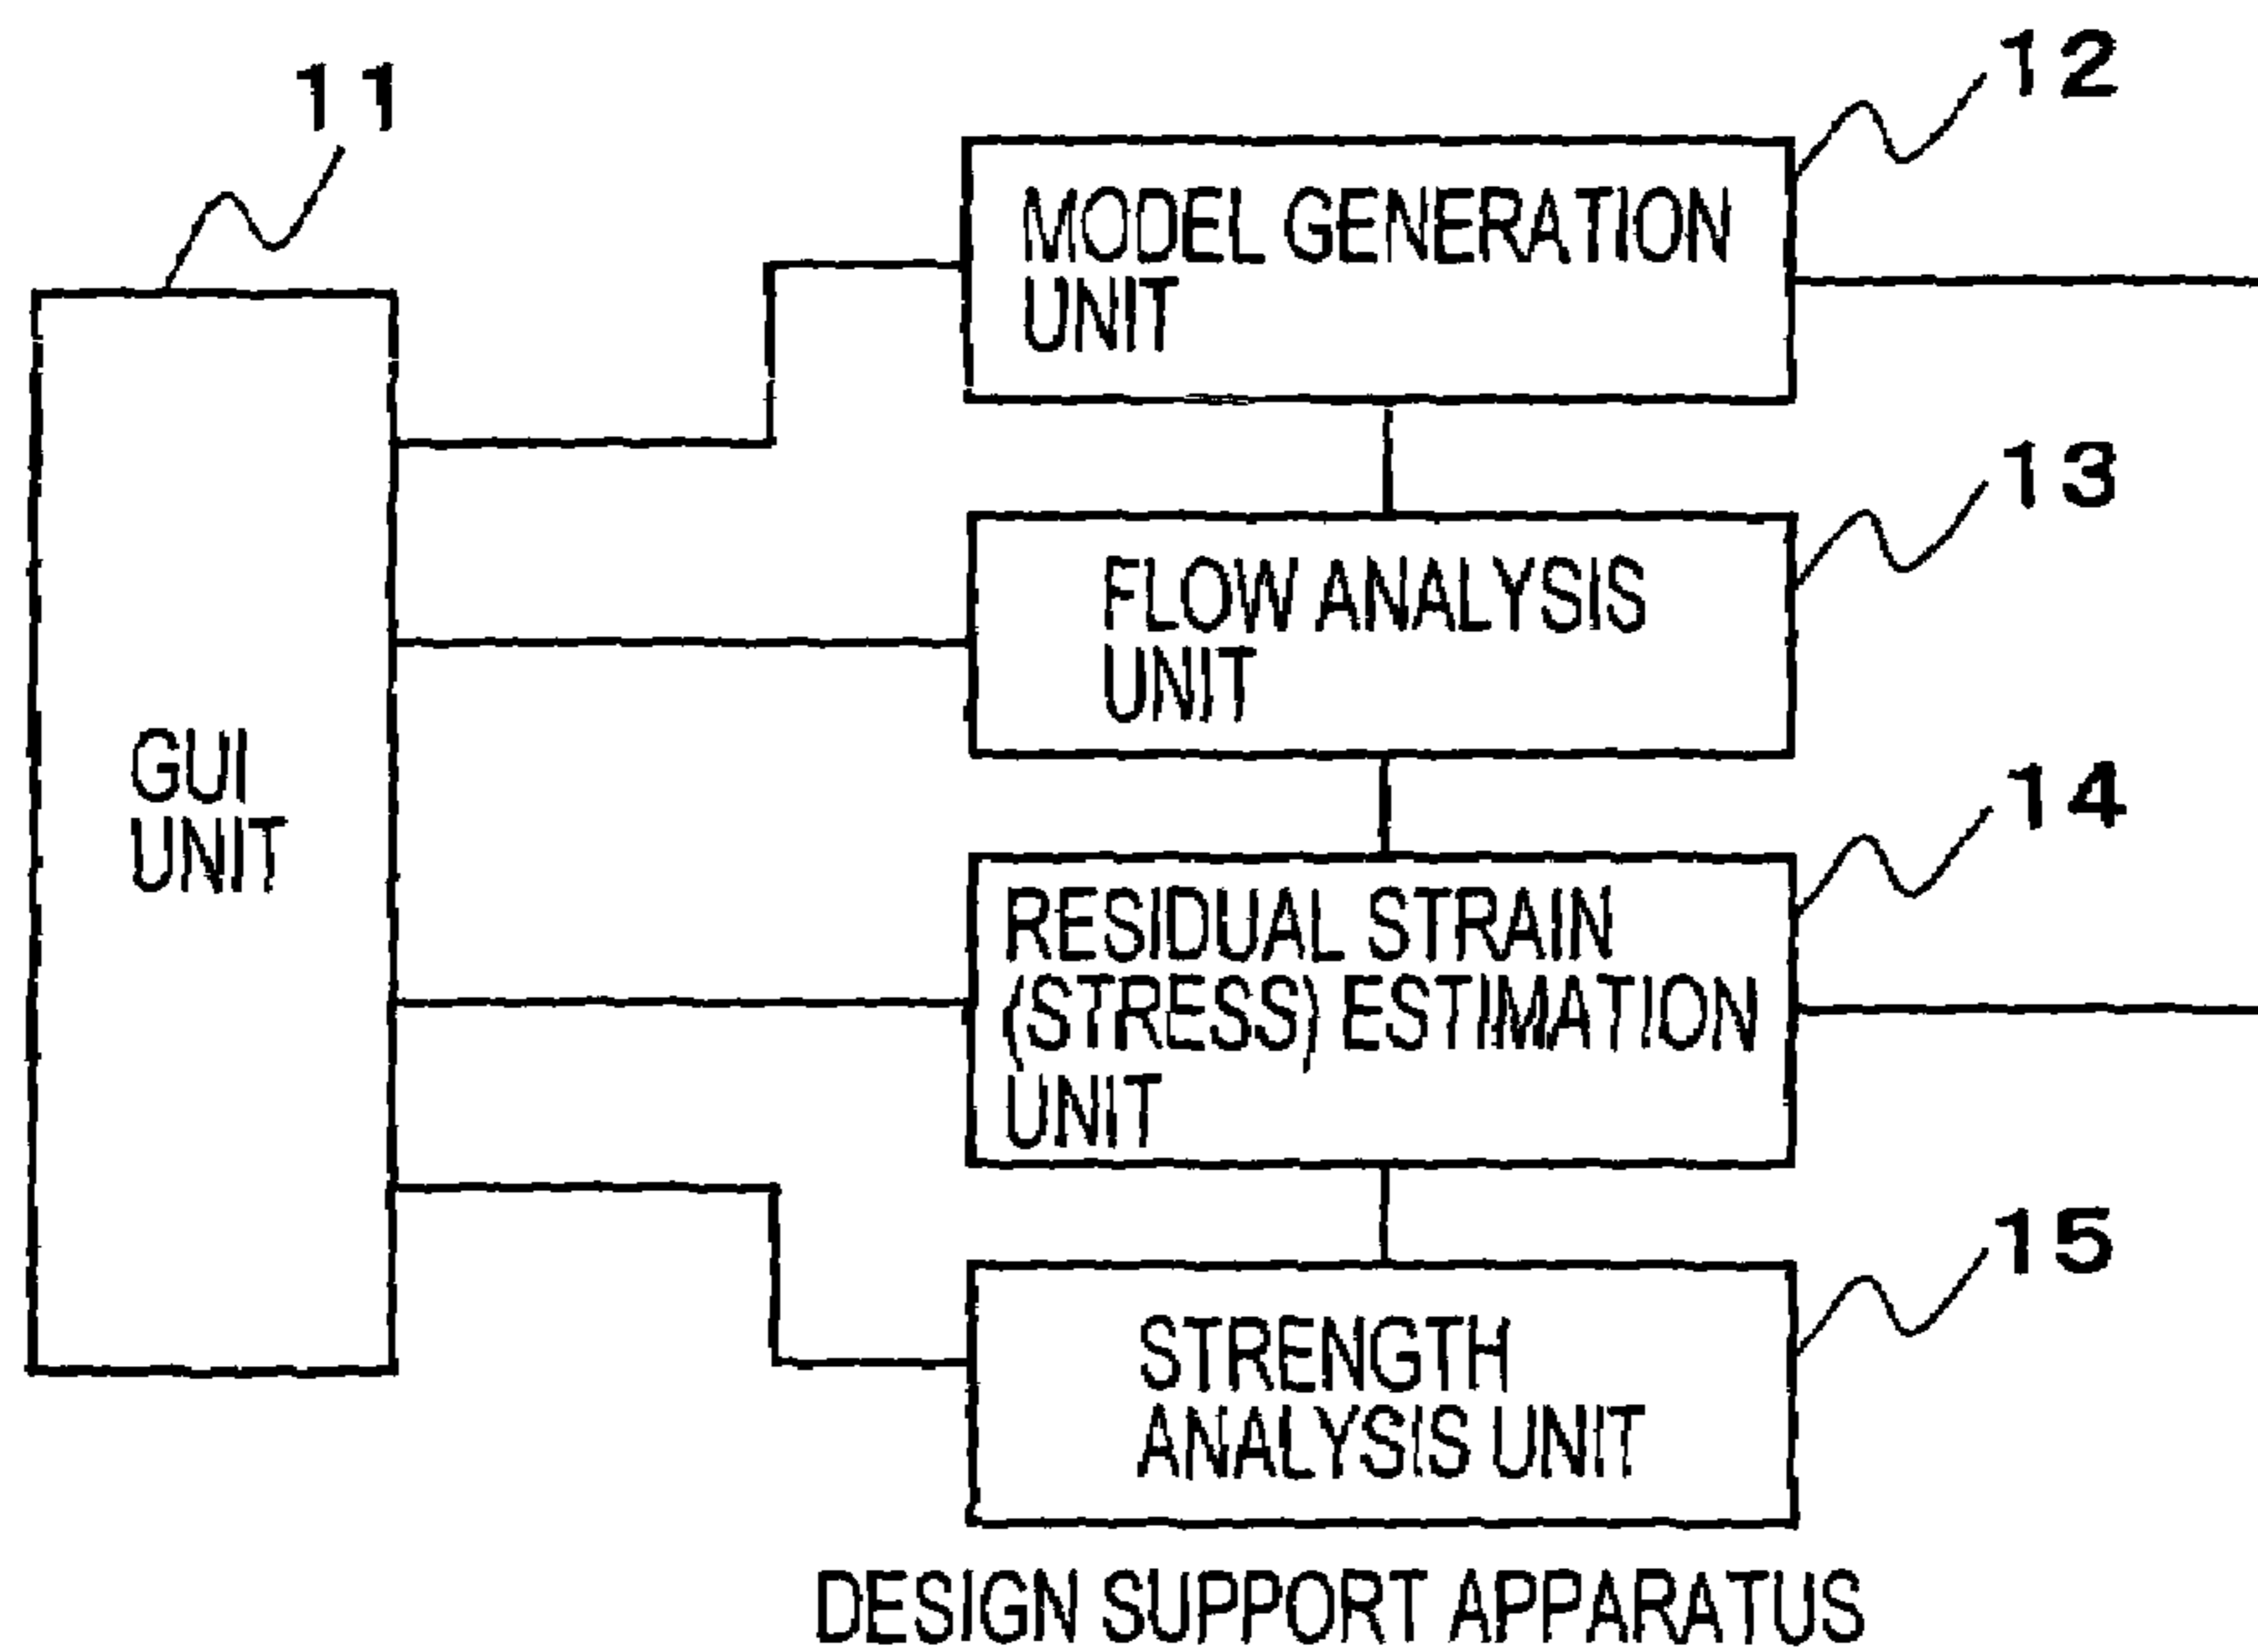 11
12
MODEL GENERATION
UNIT
13
FLOW ANALYSIS
UNIT
GUI
UNIT
14
RESIDUAL STRAIN
(STRESS) ESTIMATION
UNIT
15
STRENGTH
ANALYSIS UNIT
DESIGN SUPPORT APPARATUS